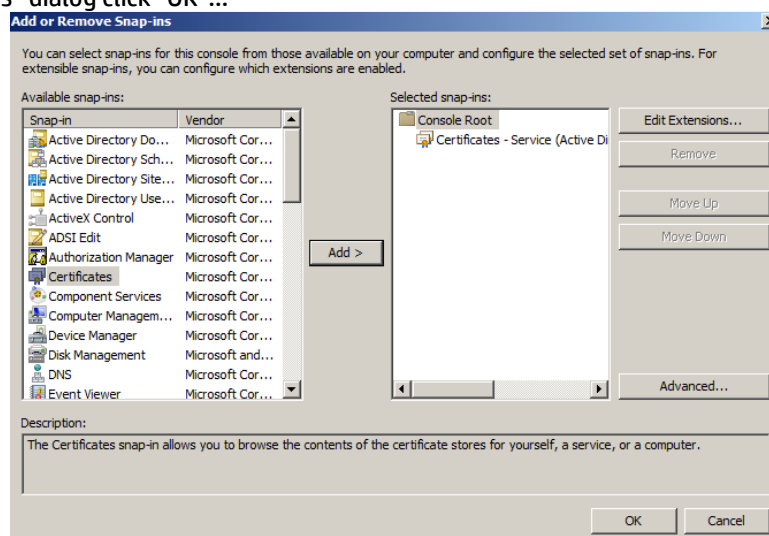 s" dialog click "OK"...
Add or Remove Snap-ins
You can select snap-ins for this console from those available on your computer and configure the selected set of snap-ins. For
extensible snap-ins, you can configure which extensions are enabled.
Available snap-ins:
Selected snap-ins:
Snap-in Vendor
Active Directory Do... Microsoft Cor...
Active Directory Sch... Microsoft Cor...
Active Directory Site... Microsoft Cor...
Active Directory Use... Microsoft Cor...
ActiveX Control Microsoft Cor...
ADSI Edit Microsoft Cor...
Authorization Manager Microsoft Cor...
Certificates Microsoft Cor...
Component Services Microsoft Cor...
Computer Managem... Microsoft Cor...
Device Manager Microsoft Cor...
Disk Management Microsoft and...
DNS Microsoft Cor...
Event Viewer Microsoft Cor...
Add >
Console Root
Certificates - Service (Active Di
Edit Extensions...
Remove
Move Up
Move Down
Advanced...
Description:
The Certificates snap-in allows you to browse the contents of the certificate stores for yourself, a service, or a computer.
OK Cancel